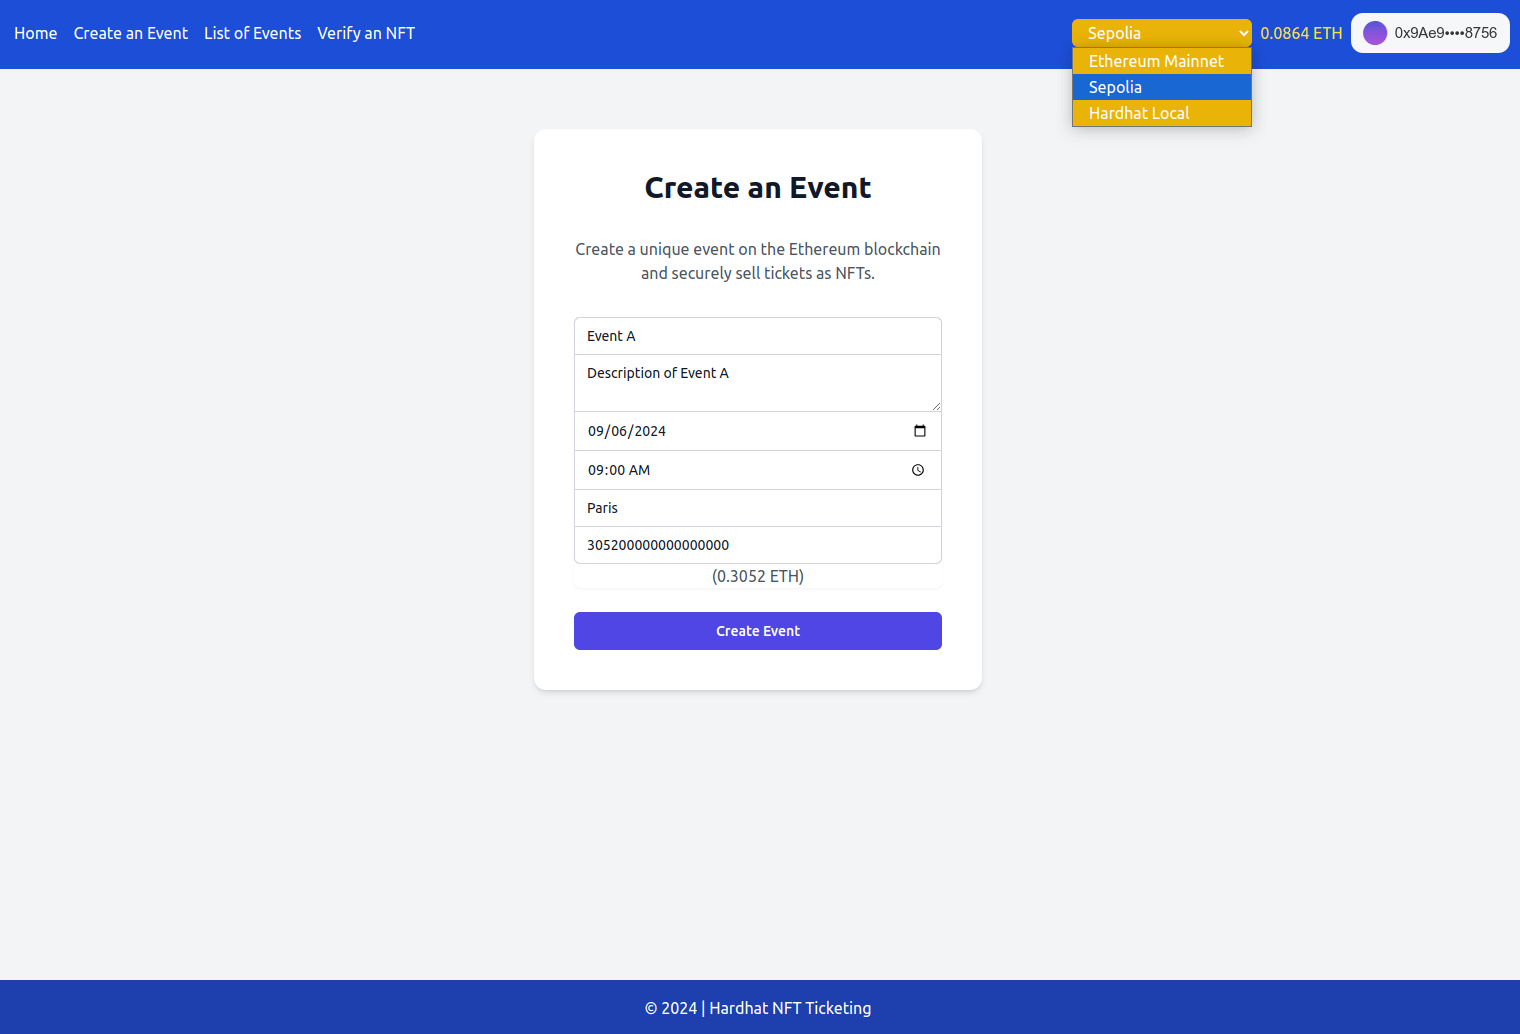 Home Create an Event List of Events Verify an NFT Sepolia 0.0864 ETH 0x9Ae9••••8756
Ethereum Mainnet
Sepolia
Hardhat Local
Create an Event
Create a unique event on the Ethereum blockchain
and securely sell tickets as NFTs.
Event A
Description of Event A
09/06/2024
09:00 AM
Paris
305200000000000000
(0.3052 ETH)
Create Event
© 2024 | Hardhat NFT Ticketing